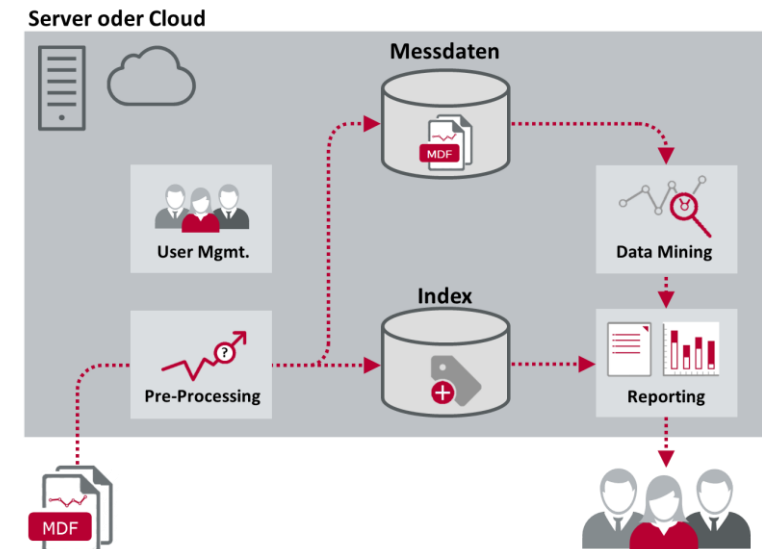 Server oder Cloud
Messdaten
MDF
User Mgmt.
Data Mining
Index
?
Pre-Processing
Reporting
MDF